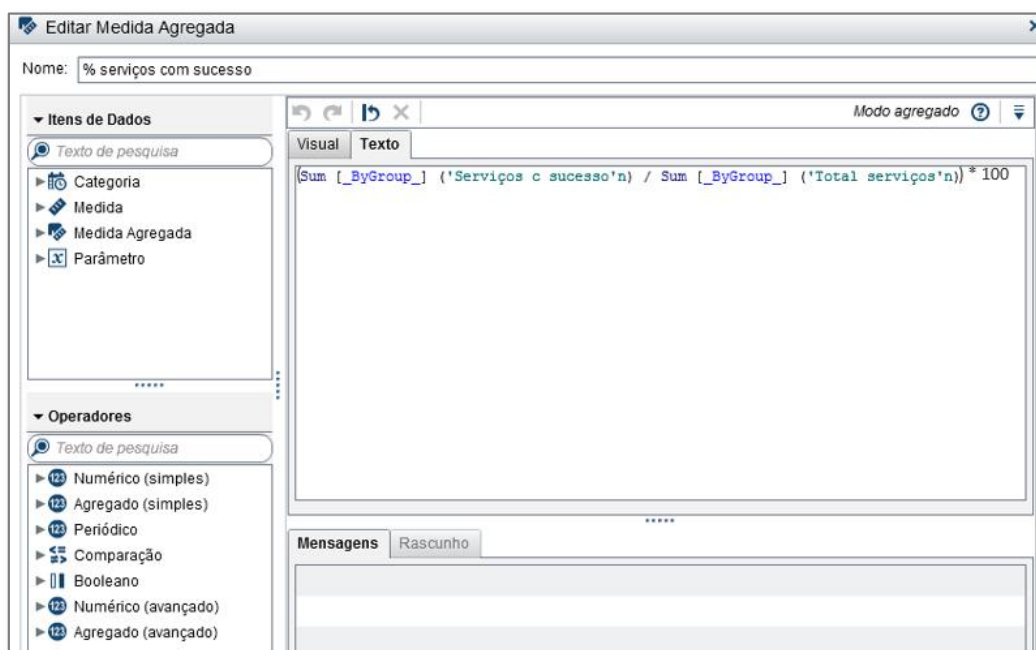 Editar Medida Agregada
Nome: % serviços com sucesso
Itens de Dados
Texto de pesquisa
Categoria
Medida
Medida Agregada
Parâmetro
Operadores
Texto de pesquisa
Numérico (simples)
Agregado (simples)
Periódico
Comparação
Booleano
Numérico (avançado)
Agregado (avançado)
Modo agregado
Visual Texto
(Sum [_ByGroup_] ('Serviços c sucesso'n) / Sum [_ByGroup_] ('Total serviços'n)) * 100
Mensagens Rascunho